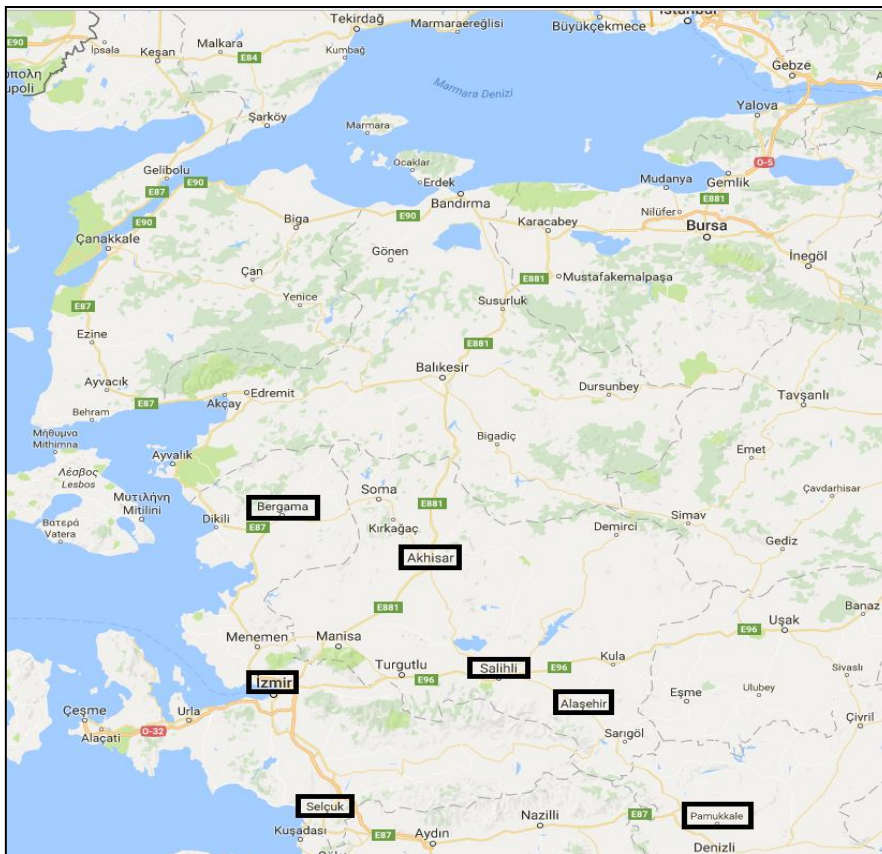 İstanbul
E90
İpsala
Keşan
Malkara
Tekirdağ
Marmaraereğlisi
Büyükçekmece
E84
Kumbağ
Gebze
Marmara Denizi
Yalova
Şarköy
Marmara
O-5
Gelibolu
Ocaklar
Erdek
Mudanya
Gemlik
E87
E90
Bandırma
E881
E90
Biga
E90
Karacabey
Nilüfer
Bursa
Çanakkale
Gönen
İnegöl
Çan
E881
Mustafakemalpaşa
Yenice
Susurluk
E87
Ezine
E881
Balıkesir
Ayvacık
Edremit
Dursunbey
Tavşanlı
E87
Akçay
Behram
Μήθυμνα
Mithimna
Bigadiç
Emet
Ayvalık
Λέσβος
Lesbos
Μυτιλήνη
Mitilini
Soma
Çavdarhisar
Bergama
E881
Βατερά
Vatera
Dikili
E87
Kırkağaç
Demirci
Simav
Gediz
Akhisar
E881
Banaz
Uşak
E96
Menemen
Manisa
Turgutlu
Salihli
E96
Kula
Sivaslı
İzmir
E96
Eşme
Ulubey
Alaşehir
Çeşme
Urla
Çivril
Alaçatı
O-32
Sarıgöl
Selçuk
Kuşadası
E87
Aydın
Nazilli
E87
Pamukkale
Denizli